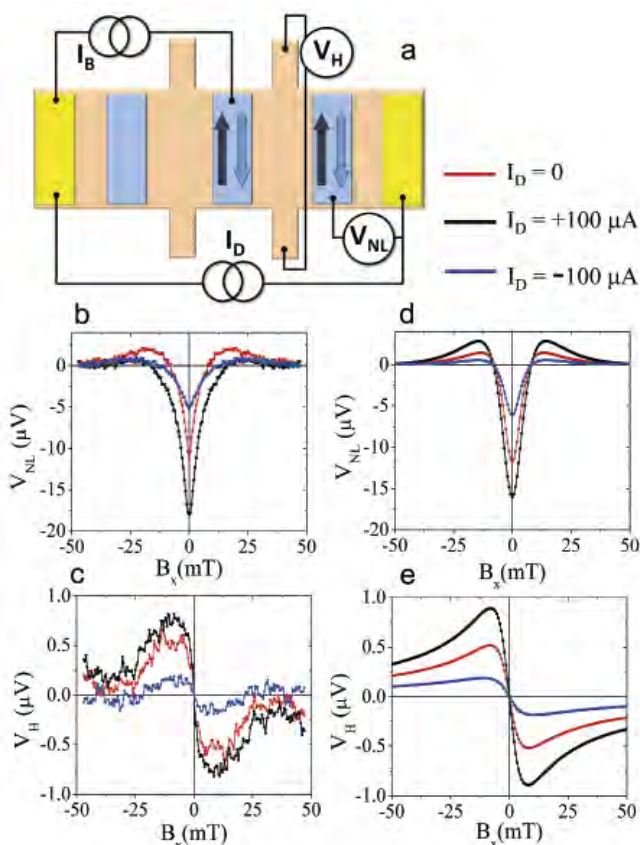 a
I_B
V_H
V_NL
I_D
I_D = 0
I_D = +100 μA
I_D = -100 μA
b
d
V_NL (μV)
0
-5
-10
-15
-20
-50 -25 0 25 50
B_x(mT)
V_NL (μV)
0
-5
-10
-15
-20
-50 -25 0 25 50
B_x(mT)
c
e
V_H (μV)
1.0
0.5
0.0
-0.5
1.0
-50 -25 0 25 50
B_x(mT)
V_H (μV)
1.0
0.5
0.0
-0.5
-1.0
-50 -25 0 25 50
B_x(mT)